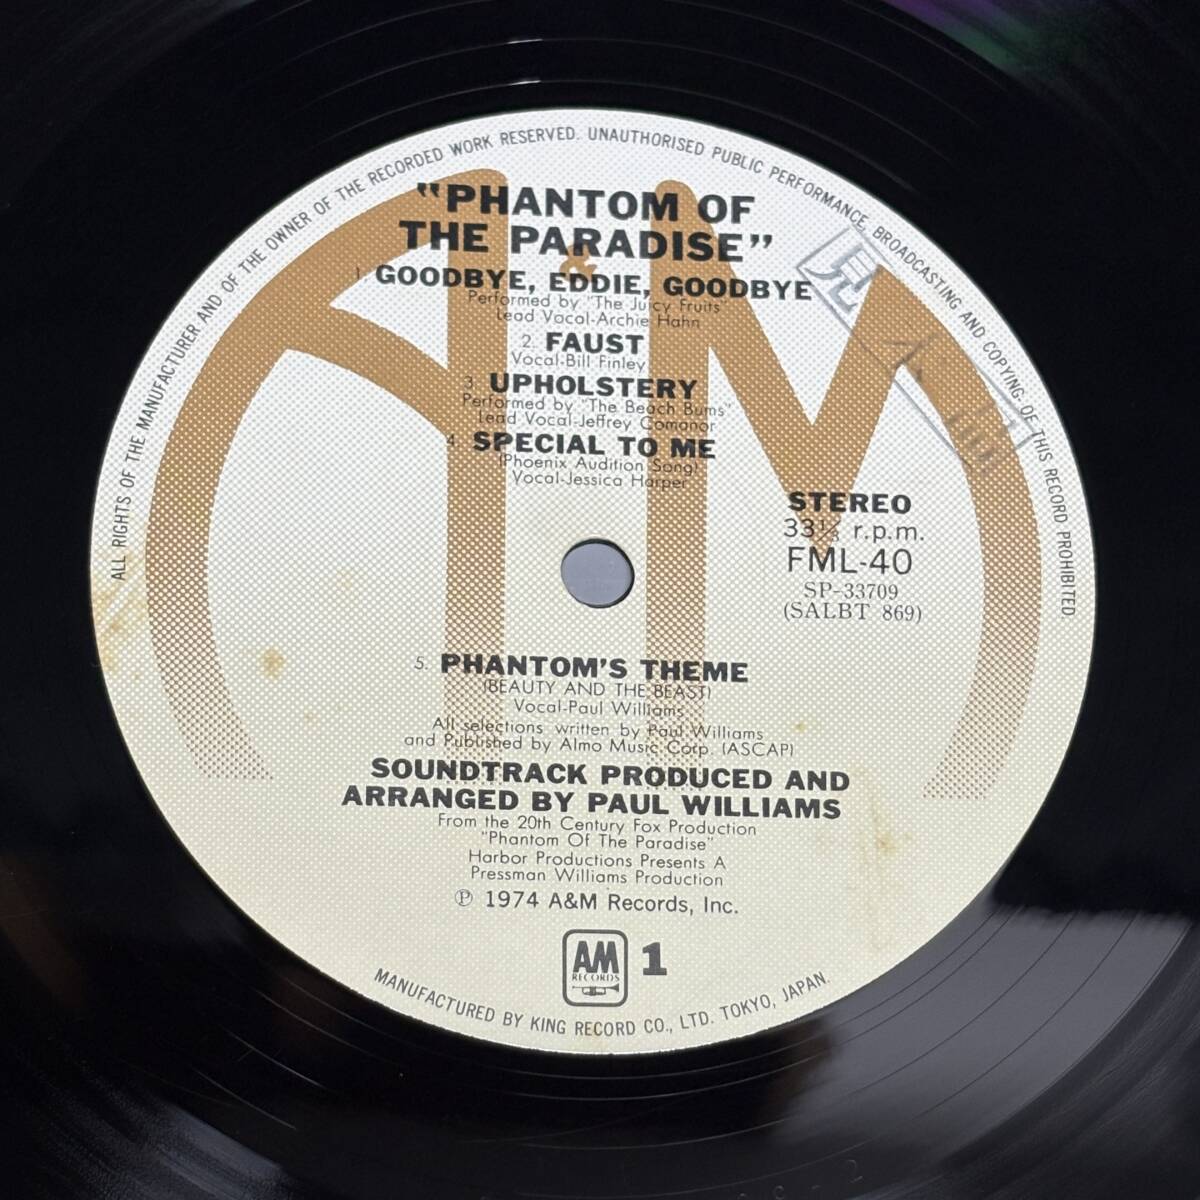 ALL RIGHTS OF THE MANUFACTURER AND OF THE OWNER OF THE RECORDED WORK RESERVED. UNAUTHORISED PUBLIC PERFORMANCE, BROADCASTING AND COPYING OF THIS RECORD PROHIBITED.
"PHANTOM OF
THE PARADISE"
1. GOODBYE, EDDIE, GOODBYE
Performed by "The Juicy Fruits"
Lead Vocal-Archie Hahn
2. FAUST
Vocal-Bill Finley
3. UPHOLSTERY
Performed by "The Beach Bums"
Lead Vocal-Jeffrey Comanor
4. SPECIAL TO ME
(Phoenix Audition Song)
Vocal-Jessica Harper
見本品
STEREO
33⅓ r.p.m.
FML-40
SP-33709
(SALBT 869)
5. PHANTOM'S THEME
(BEAUTY AND THE BEAST)
Vocal-Paul Williams
All selections written by Paul Williams
and Published by Almo Music Corp. (ASCAP)
SOUNDTRACK PRODUCED AND
ARRANGED BY PAUL WILLIAMS
From the 20th Century Fox Production
"Phantom Of The Paradise"
Harbor Productions Presents A
Pressman Williams Production
Ⓟ 1974 A&M Records, Inc.
AM
RECORDS
1
MANUFACTURED BY KING RECORD CO., LTD. TOKYO, JAPAN.